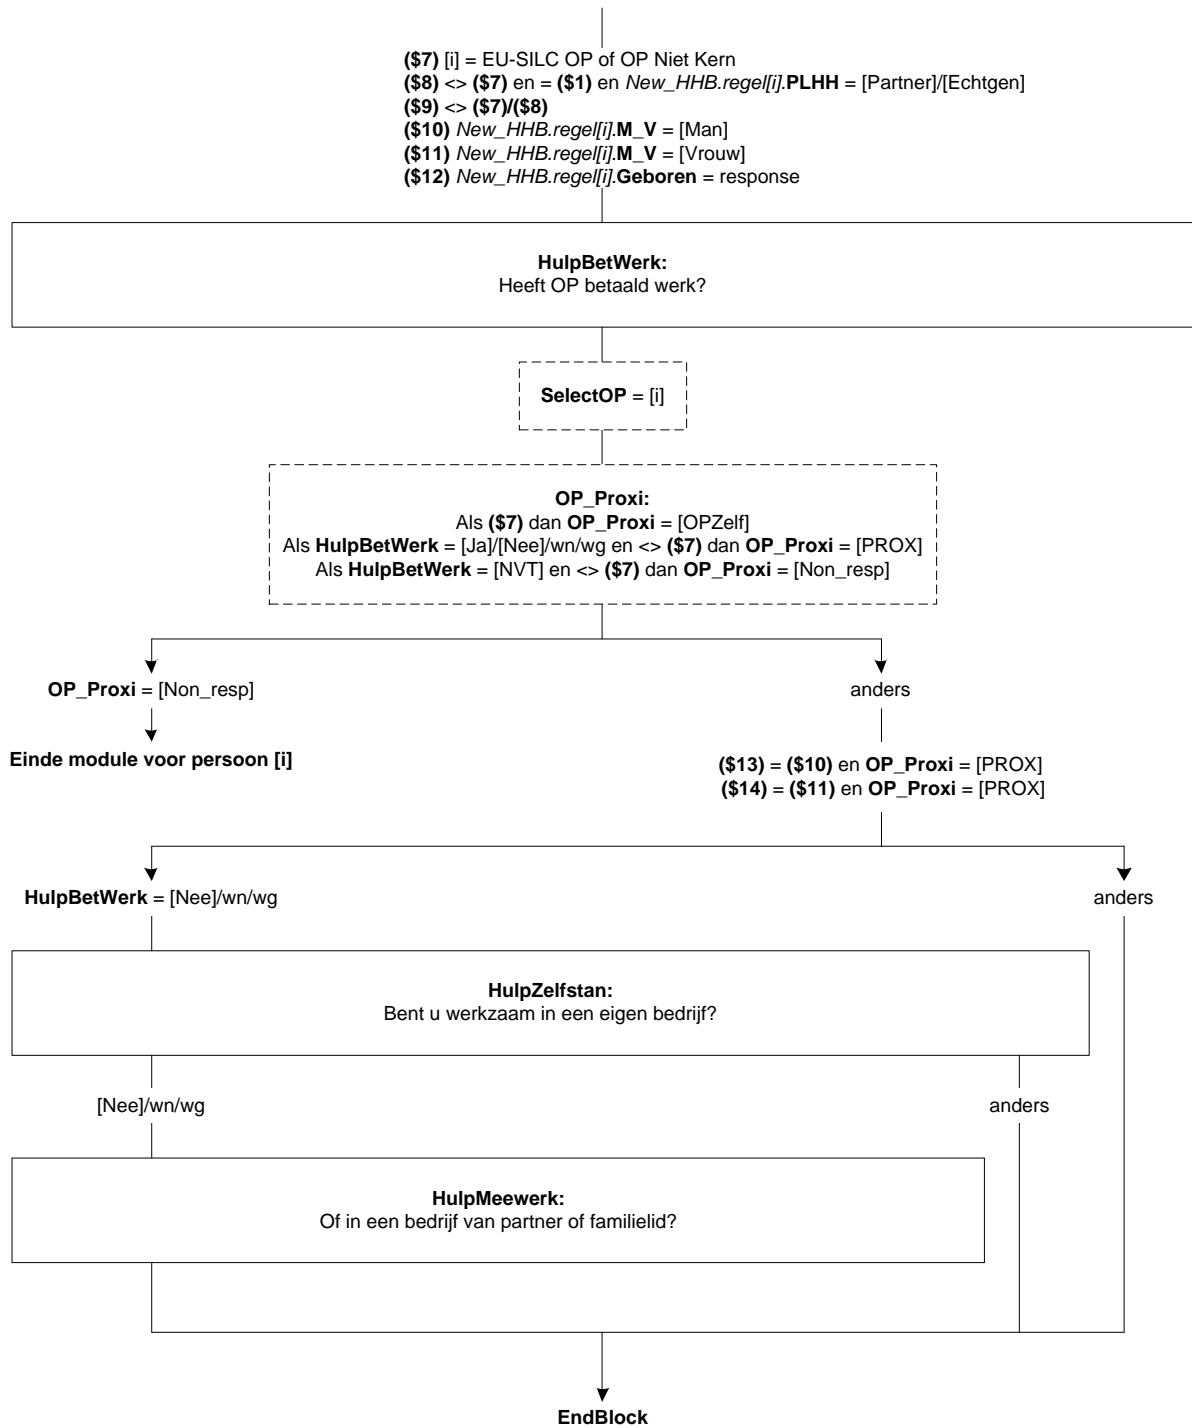 ($7) [i] = EU-SILC OP of OP Niet Kern
($8) <> ($7) en = ($1) en New_HHB.regel[i].PLHH = [Partner]/[Echtgen]
($9) <> ($7)/($8)
($10) New_HHB.regel[i].M_V = [Man]
($11) New_HHB.regel[i].M_V = [Vrouw]
($12) New_HHB.regel[i].Geboren = response
HulpBetWerk:
Heeft OP betaald werk?
SelectOP = [i]
OP_Proxi:
Als ($7) dan OP_Proxi = [OPZelf]
Als HulpBetWerk = [Ja]/[Nee]/wn/wg en <> ($7) dan OP_Proxi = [PROX]
Als HulpBetWerk = [NVT] en <> ($7) dan OP_Proxi = [Non_resp]
OP_Proxi = [Non_resp]
anders
Einde module voor persoon [i]
($13) = ($10) en OP_Proxi = [PROX]
($14) = ($11) en OP_Proxi = [PROX]
HulpBetWerk = [Nee]/wn/wg
anders
HulpZelfstan:
Bent u werkzaam in een eigen bedrijf?
[Nee]/wn/wg
anders
HulpMeewerk:
Of in een bedrijf van partner of familielid?
EndBlock